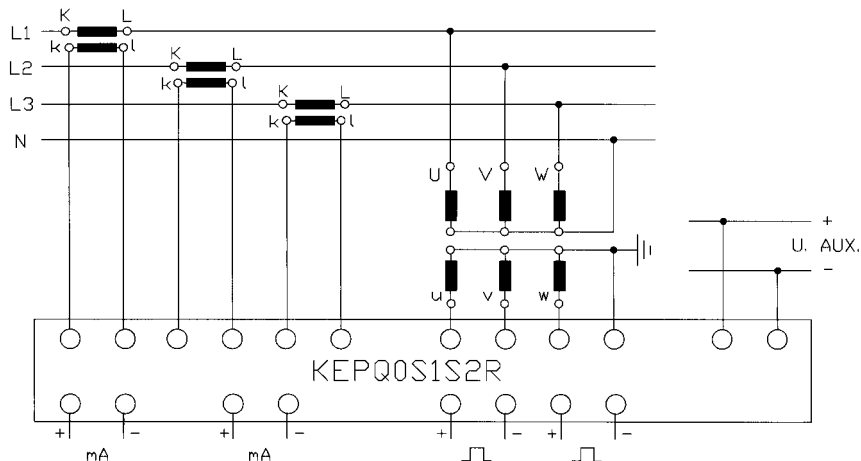 K L
L1
k l
K L
L2
k l
K L
L3
k l
N
U V W
+
U. AUX.
-
u v w
KEPQ0S1S2R
+ - + - + - + -
mA mA